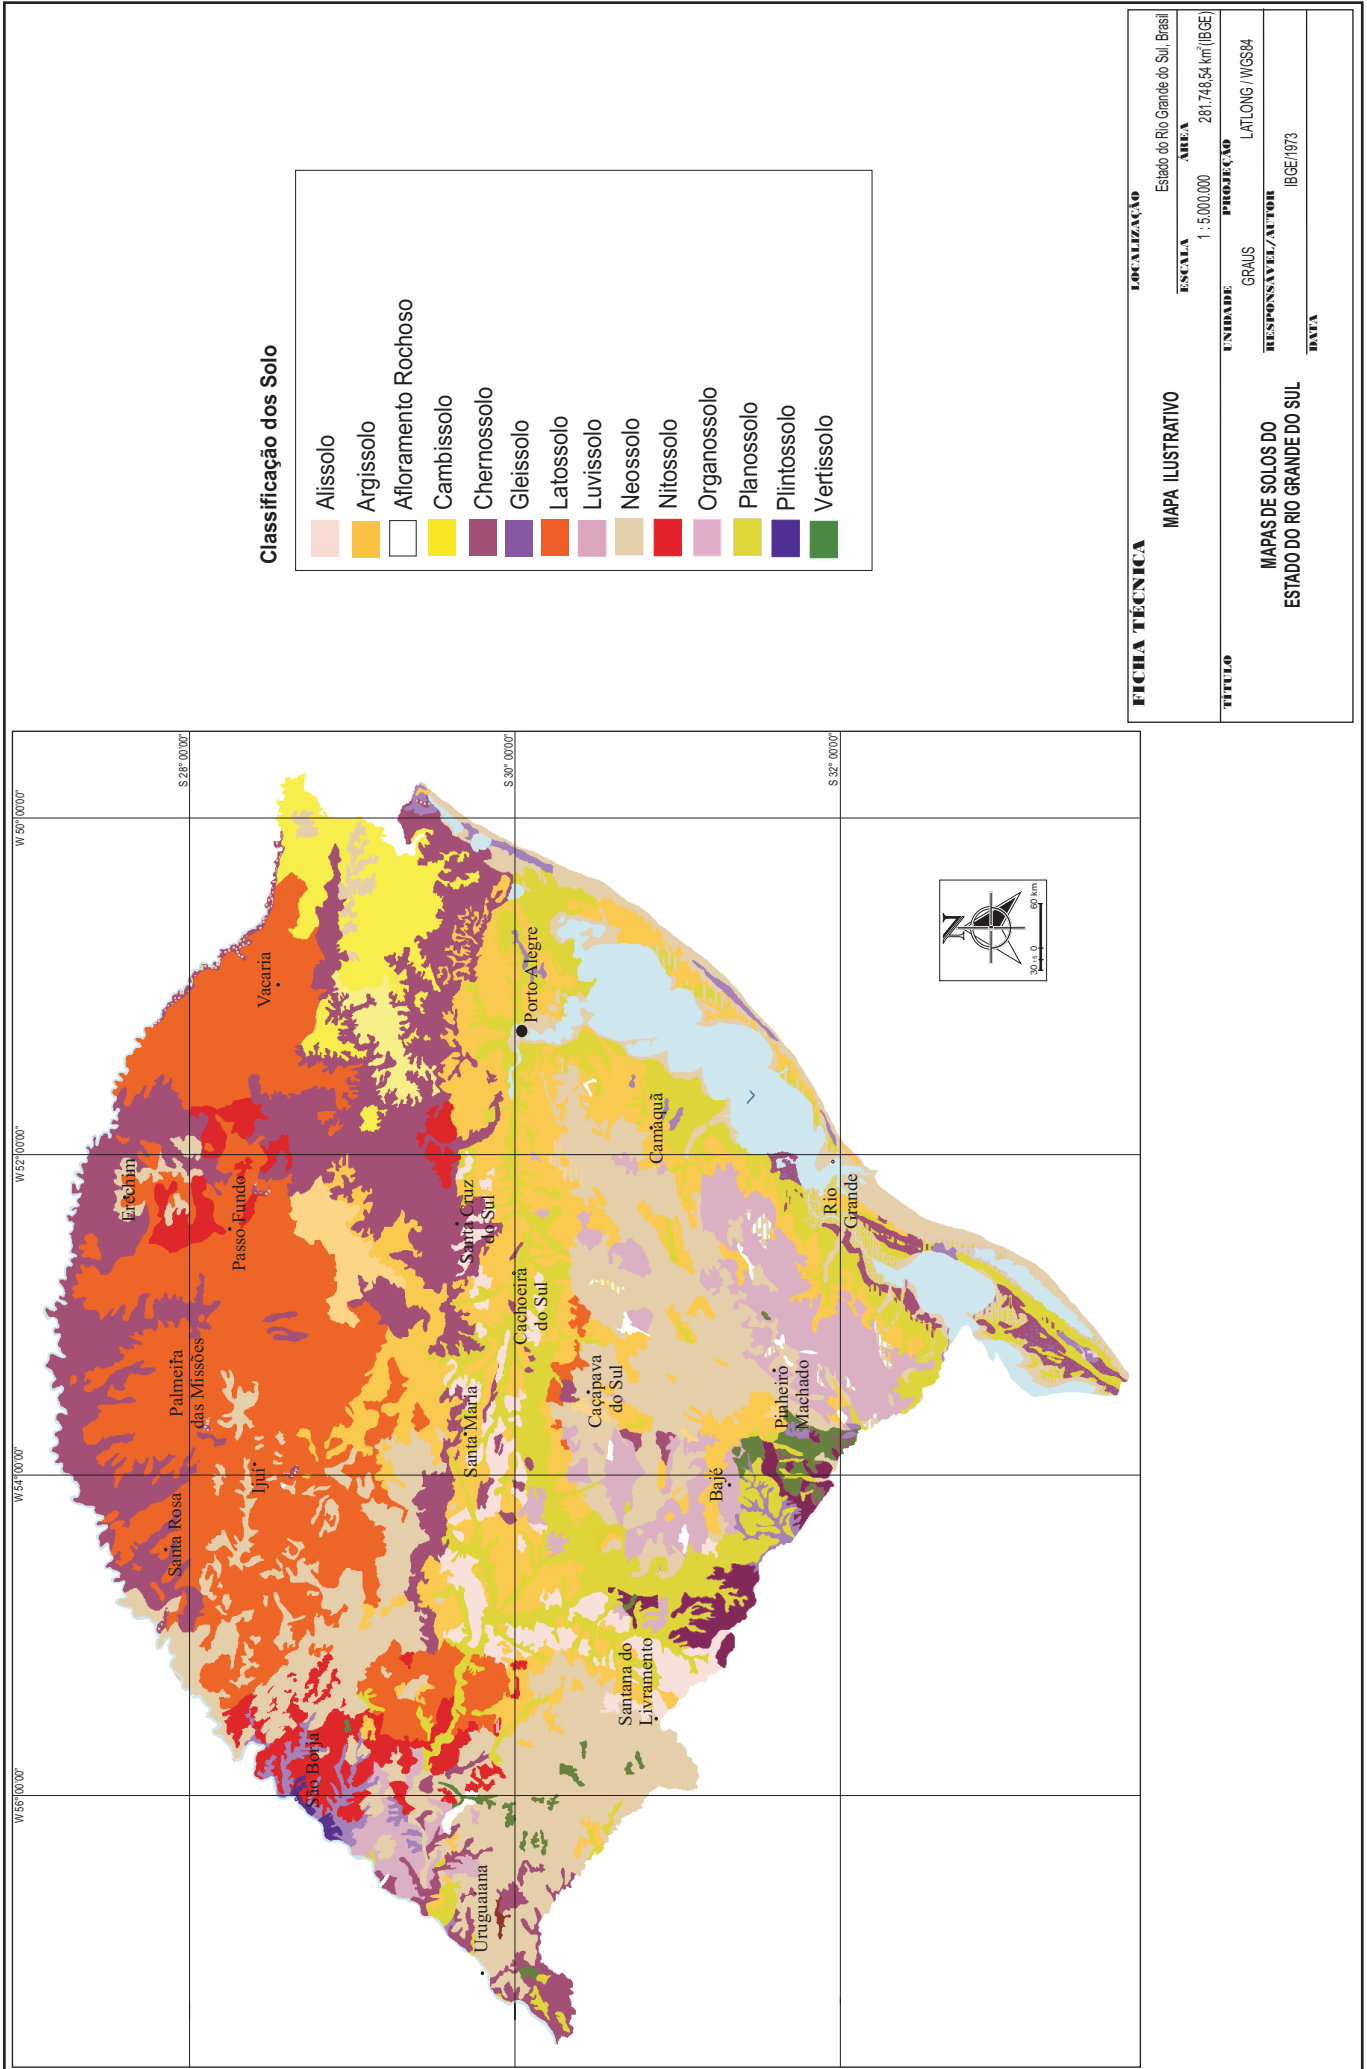 W 56° 00'00"
W 54° 00'00"
W 52° 00'00"
W 50° 00'00"
S 28° 00'00"
S 30° 00'00"
S 32° 00'00"
Erechim
Vacaria
Passo Fundo
Palmeira
das Missões
Santa Rosa
Ijuí
São Borja
Santa Cruz
do Sul
Santa Maria
Uruguaiana
Porto Alegre
Cachoeira
do Sul
Caçapava
do Sul
Camaquã
Santana do
Livramento
Bagé
Pinheiro
Machado
Rio
Grande
N
30 15 0 60 km
Classificação dos Solo
Alissolo
Argissolo
Afloramento Rochoso
Cambissolo
Chernossolo
Gleissolo
Latossolo
Luvissolo
Neossolo
Nitossolo
Organossolo
Planossolo
Plintossolo
Vertissolo
FICHA TÉCNICA
MAPA ILUSTRATIVO
LOCALIZAÇÃO
Estado do Rio Grande do Sul, Brasil
ESCALA
1 : 5.000.000
ÁREA
281.748,54 km² (IBGE)
TÍTULO
MAPAS DE SOLOS DO
ESTADO DO RIO GRANDE DO SUL
UNIDADE
GRAUS
PROJEÇÃO
LATLONG / WGS84
RESPONSÁVEL/AUTOR
IBGE/1973
DATA